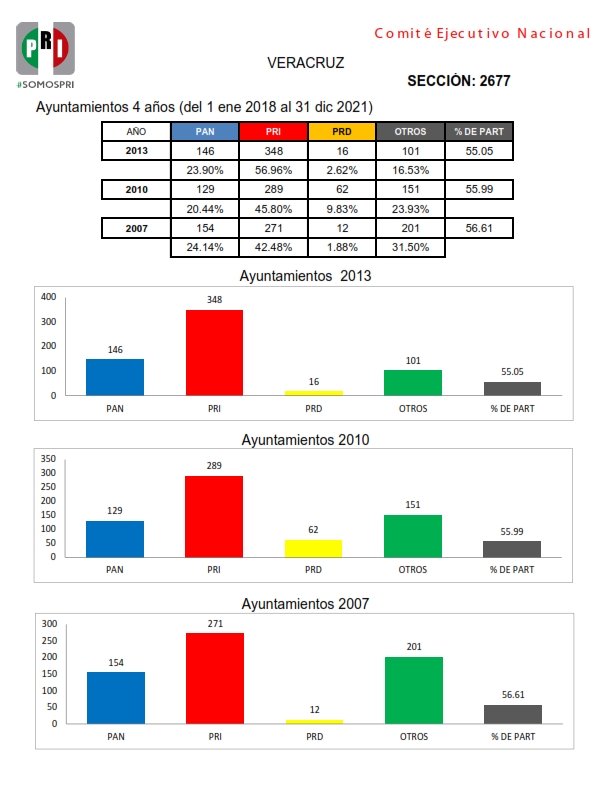 Comité Ejecutivo Nacional
PRI
#SOMOSPRI
VERACRUZ
SECCIÓN: 2677
Ayuntamientos 4 años (del 1 ene 2018 al 31 dic 2021)
AÑO PAN PRI PRD OTROS % DE PART
2013 146 348 16 101 55.05
23.90% 56.96% 2.62% 16.53%
2010 129 289 62 151 55.99
20.44% 45.80% 9.83% 23.93%
2007 154 271 12 201 56.61
24.14% 42.48% 1.88% 31.50%
Ayuntamientos 2013
400
300
200
100
0
146 348 16 101 55.05
PAN PRI PRD OTROS % DE PART
Ayuntamientos 2010
350
300
250
200
150
100
50
0
129 289 62 151 55.99
PAN PRI PRD OTROS % DE PART
Ayuntamientos 2007
300
250
200
150
100
50
0
154 271 12 201 56.61
PAN PRI PRD OTROS % DE PART